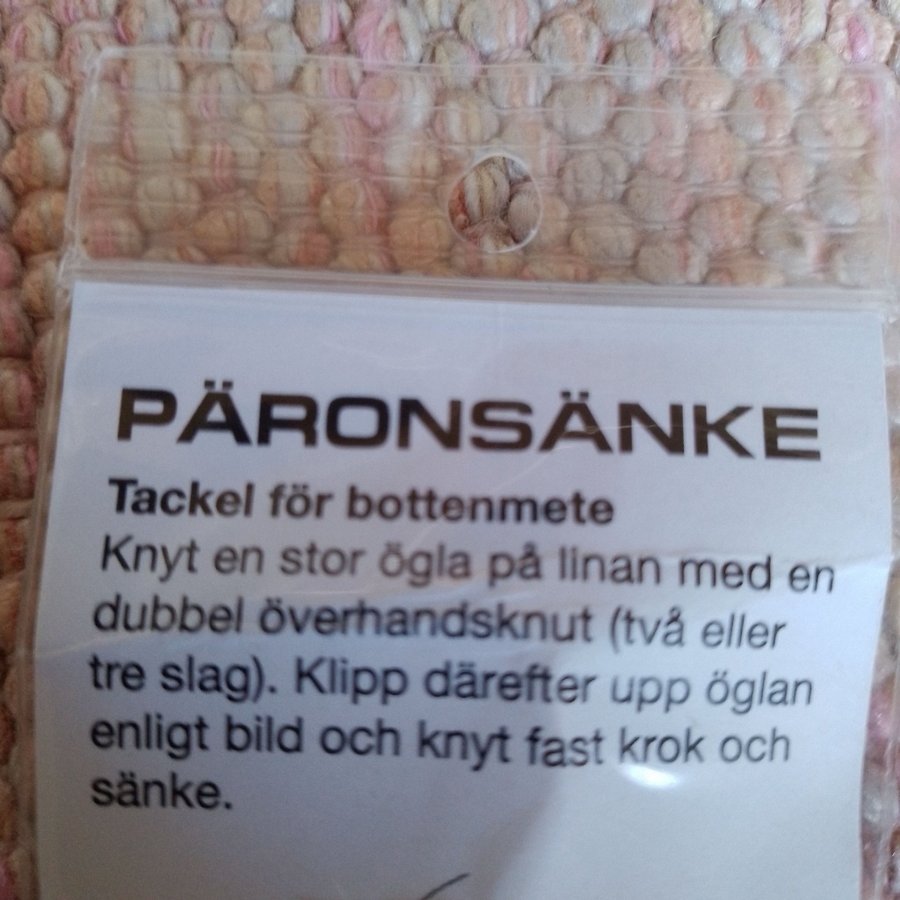 PÄRONSÄNKE
Tackel för bottenmete
Knyt en stor ögla på linan med en
dubbel överhandsknut (två eller
tre slag). Klipp därefter upp öglan
enligt bild och knyt fast krok och
sänke.